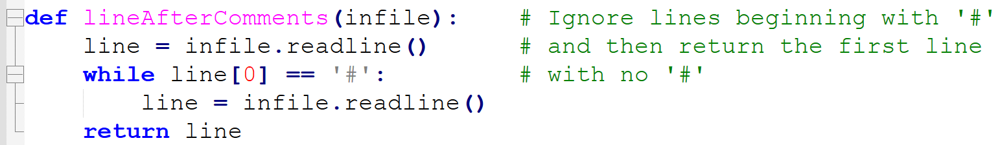 def lineAfterComments(infile):    # Ignore lines beginning with '#'
    line = infile.readline()      # and then return the first line
    while line[0] == '#':         # with no '#'
        line = infile.readline()
    return line